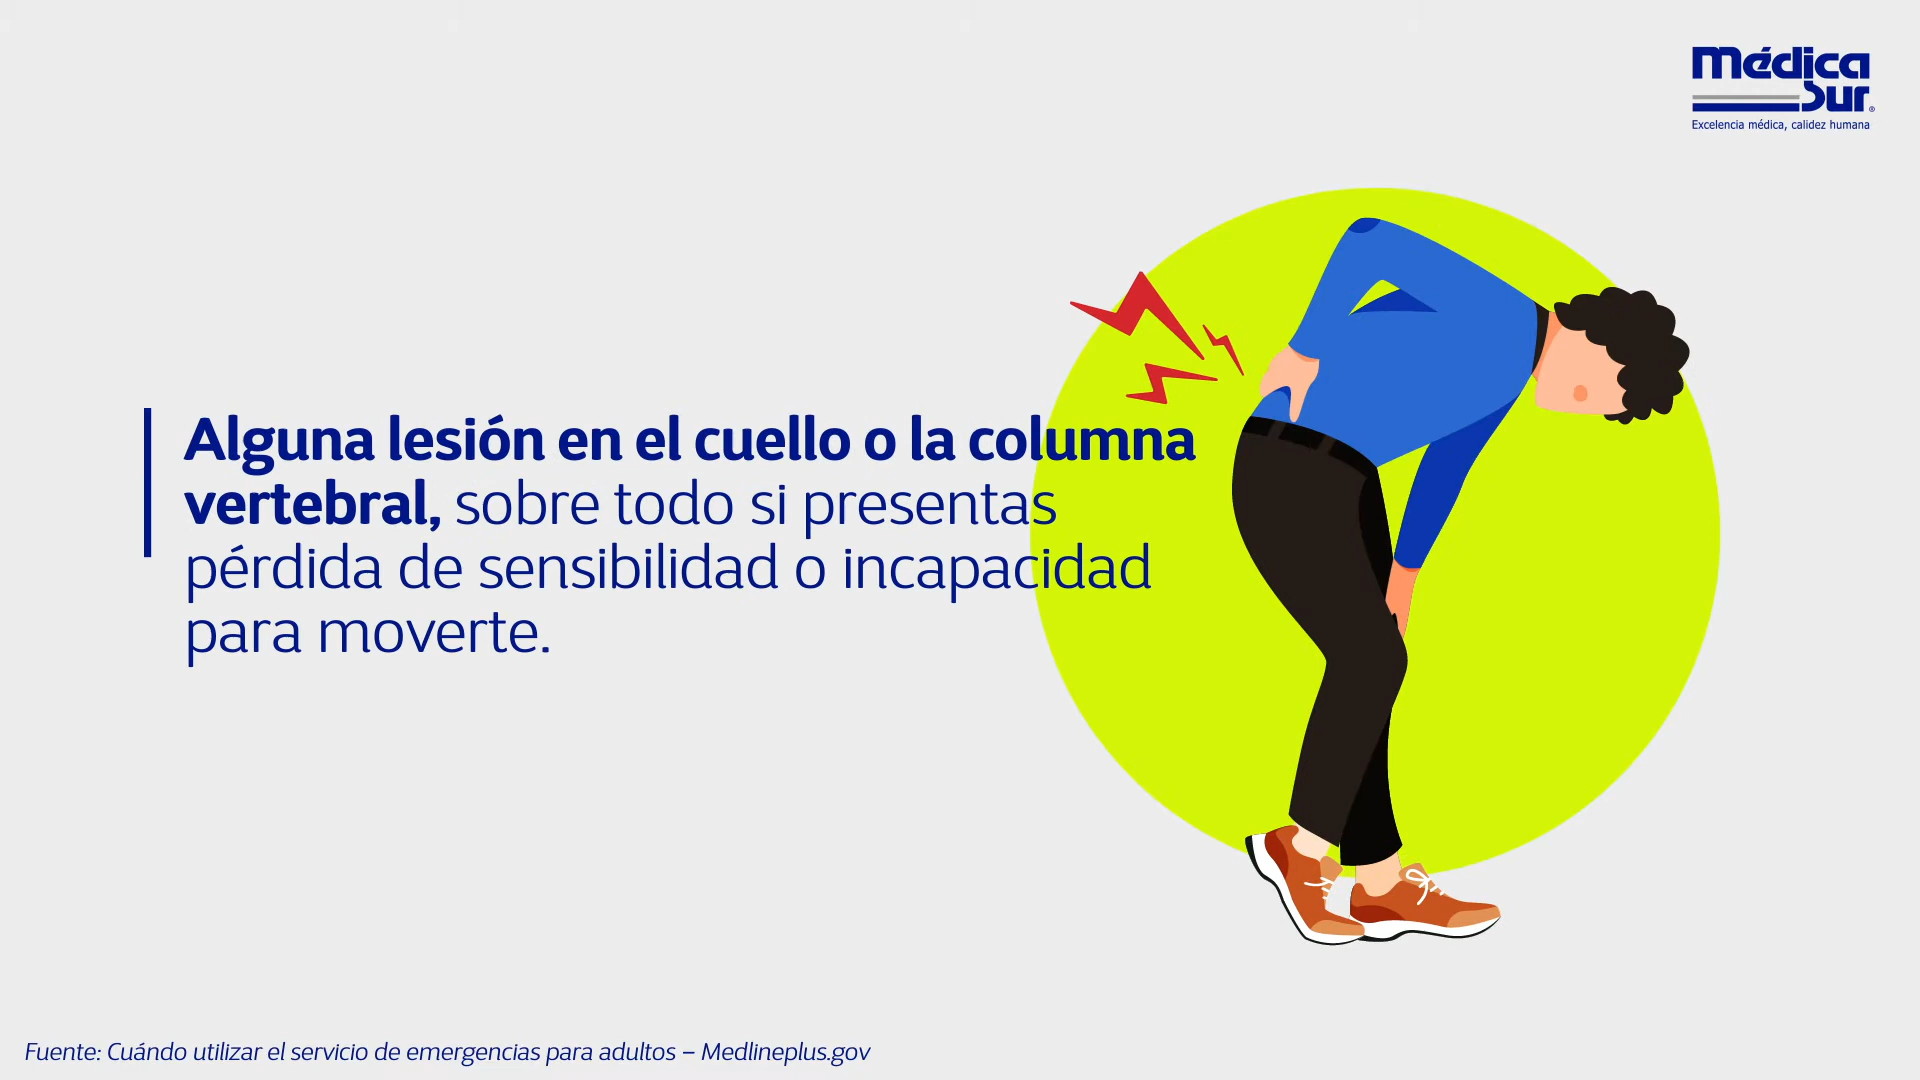 Médica
Sur®
Excelencia médica, calidez humana
Alguna lesión en el cuello o la columna
vertebral, sobre todo si presentas
pérdida de sensibilidad o incapacidad
para moverte.
Fuente: Cuándo utilizar el servicio de emergencias para adultos – Medlineplus.gov